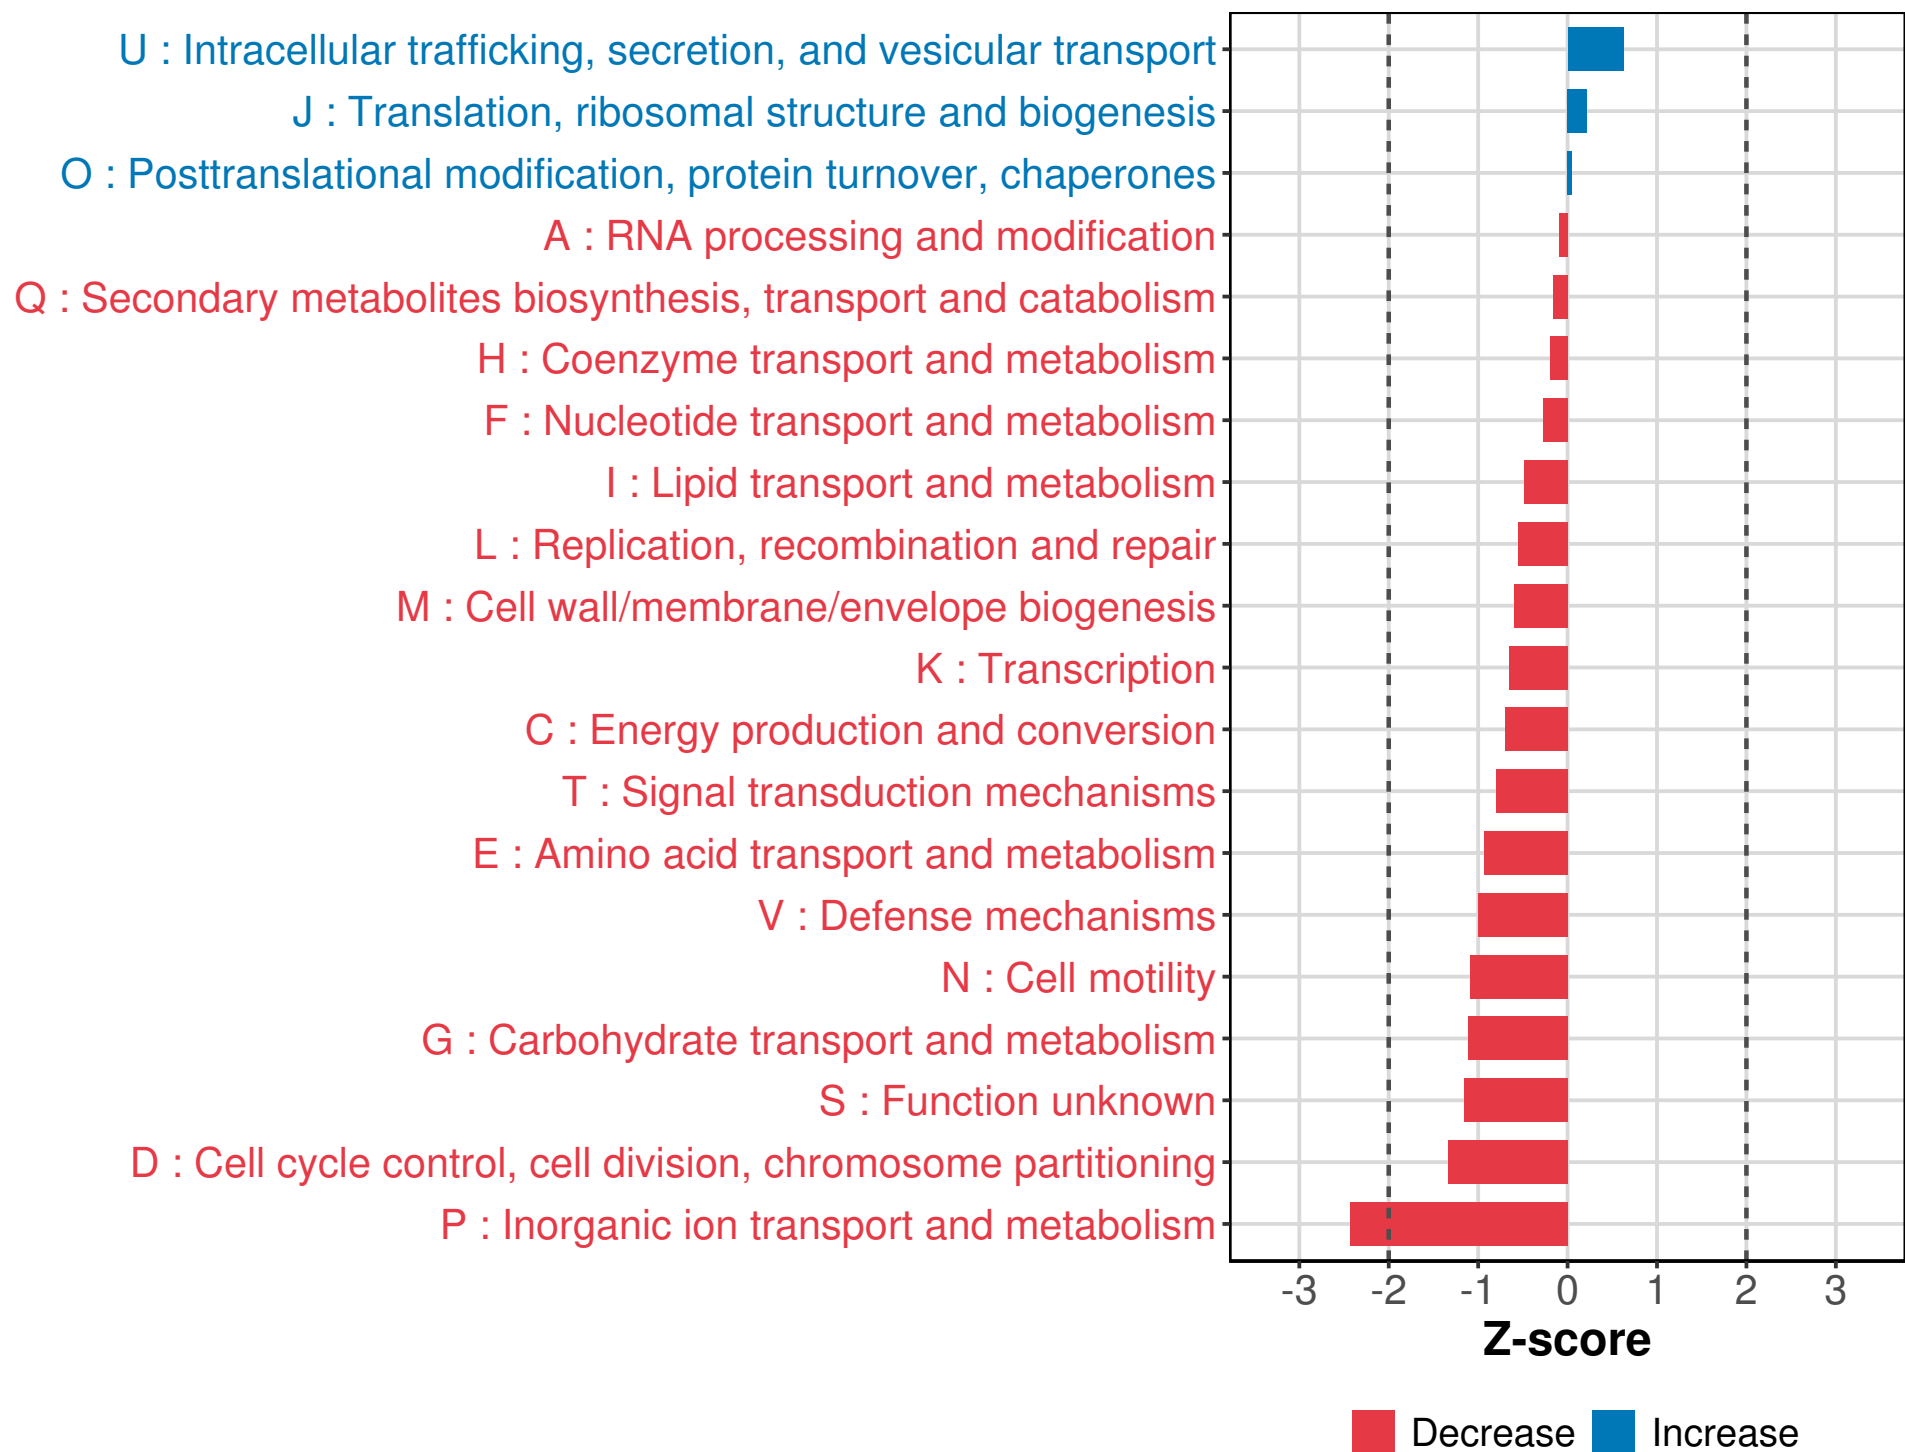 U : Intracellular trafficking, secretion, and vesicular transport
J : Translation, ribosomal structure and biogenesis
O : Posttranslational modification, protein turnover, chaperones
A : RNA processing and modification
Q : Secondary metabolites biosynthesis, transport and catabolism
H : Coenzyme transport and metabolism
F : Nucleotide transport and metabolism
I : Lipid transport and metabolism
L : Replication, recombination and repair
M : Cell wall/membrane/envelope biogenesis
K : Transcription
C : Energy production and conversion
T : Signal transduction mechanisms
E : Amino acid transport and metabolism
V : Defense mechanisms
N : Cell motility
G : Carbohydrate transport and metabolism
S : Function unknown
D : Cell cycle control, cell division, chromosome partitioning
P : Inorganic ion transport and metabolism
-3 -2 -1 0 1 2 3
Z-score
Decrease Increase